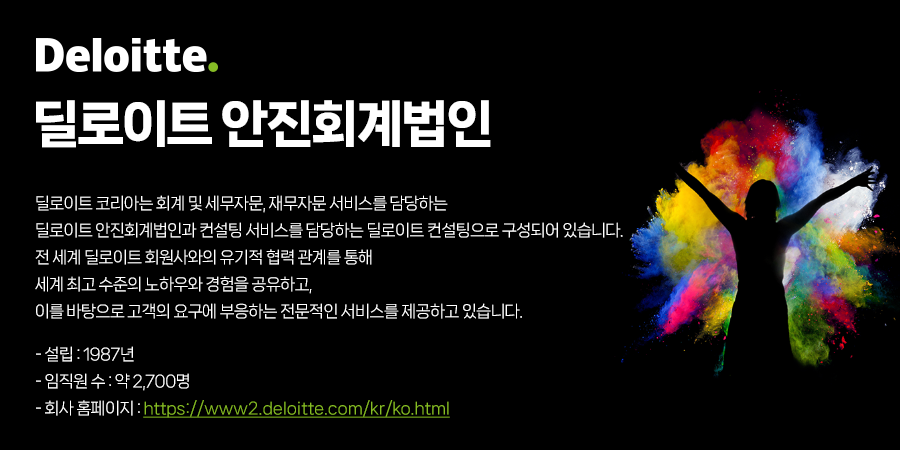 Deloitte.
딜로이트 안진회계법인
딜로이트 코리아는 회계 및 세무자문, 재무자문 서비스를 담당하는
딜로이트 안진회계법인과 컨설팅 서비스를 담당하는 딜로이트 컨설팅으로 구성되어 있습니다.
전 세계 딜로이트 회원사와의 유기적 협력 관계를 통해
세계 최고 수준의 노하우와 경험을 공유하고,
이를 바탕으로 고객의 요구에 부응하는 전문적인 서비스를 제공하고 있습니다.
- 설립 : 1987년
- 임직원 수 : 약 2,700명
- 회사 홈페이지 : https://www2.deloitte.com/kr/ko.html